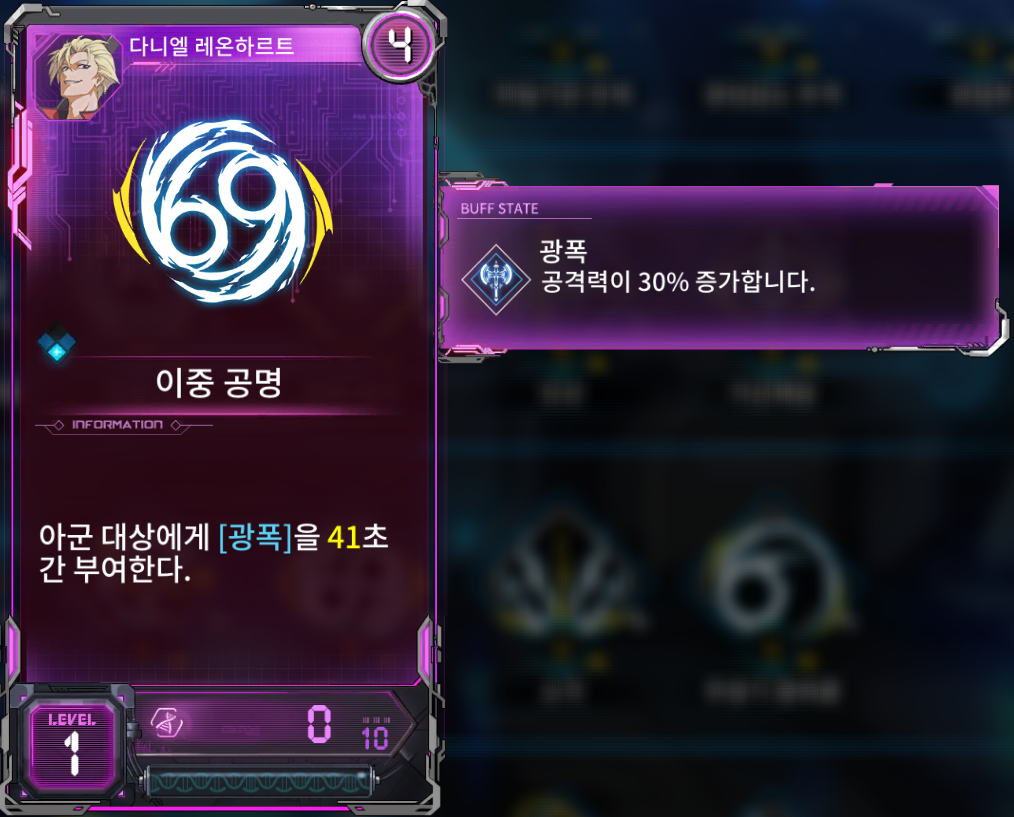 다니엘 레온하르트
4
69
이중 공명
INFORMATION
아군 대상에게 [광폭]을 41초
간 부여한다.
LEVEL
1
0
10
BUFF STATE
광폭
공격력이 30% 증가합니다.